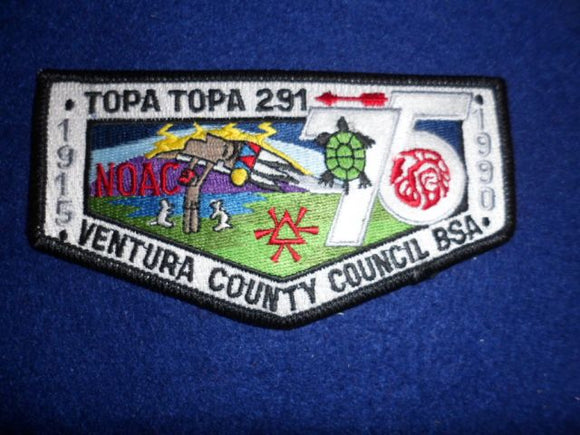 TOPA TOPA 291
1915
NOAC
75
1990
VENTURA COUNTY COUNCIL BSA